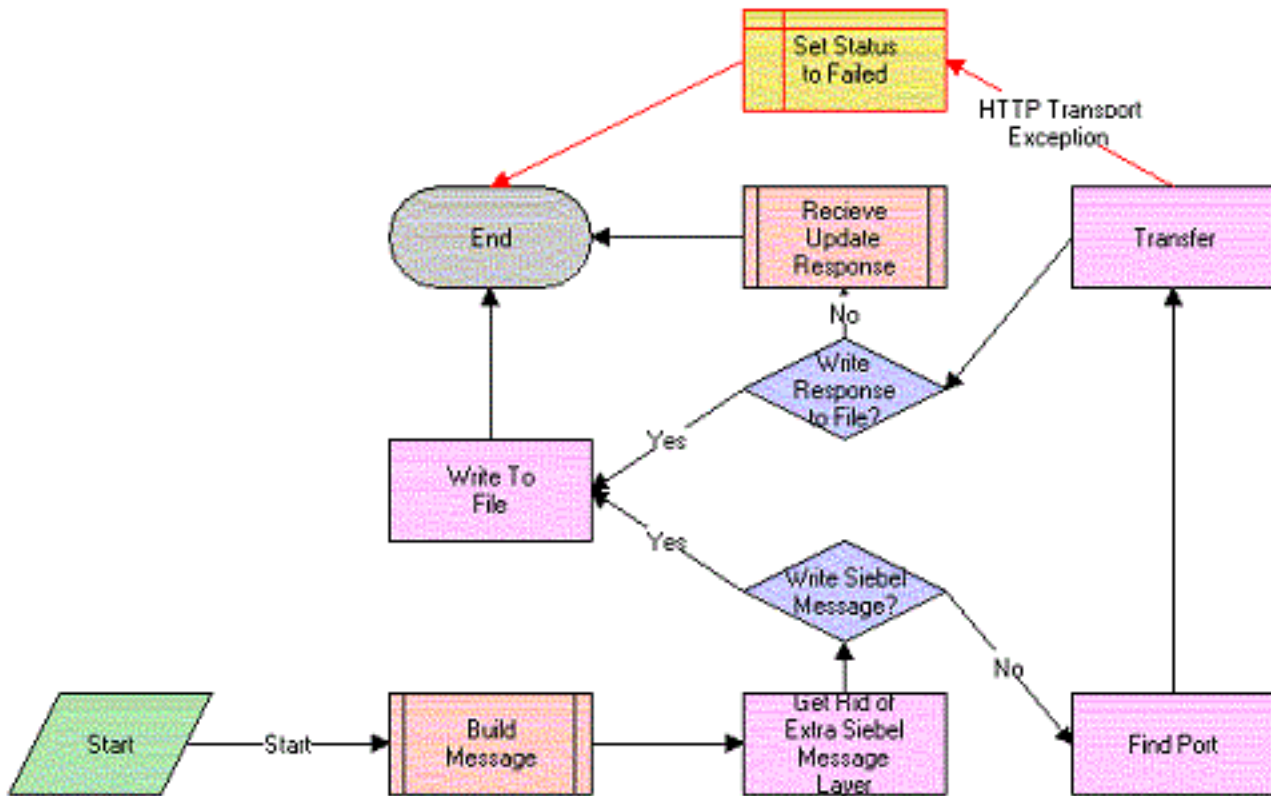 Set Status
to Failed
HTTP Transport
Exception
End
Recieve
Update
Response
Transfer
No
Write
Response
to File?
Yes
Write To
File
Yes
Write Siebel
Message?
No
Start
Start
Build
Message
Get Rid of
Extra Siebel
Message
Layer
Find Port